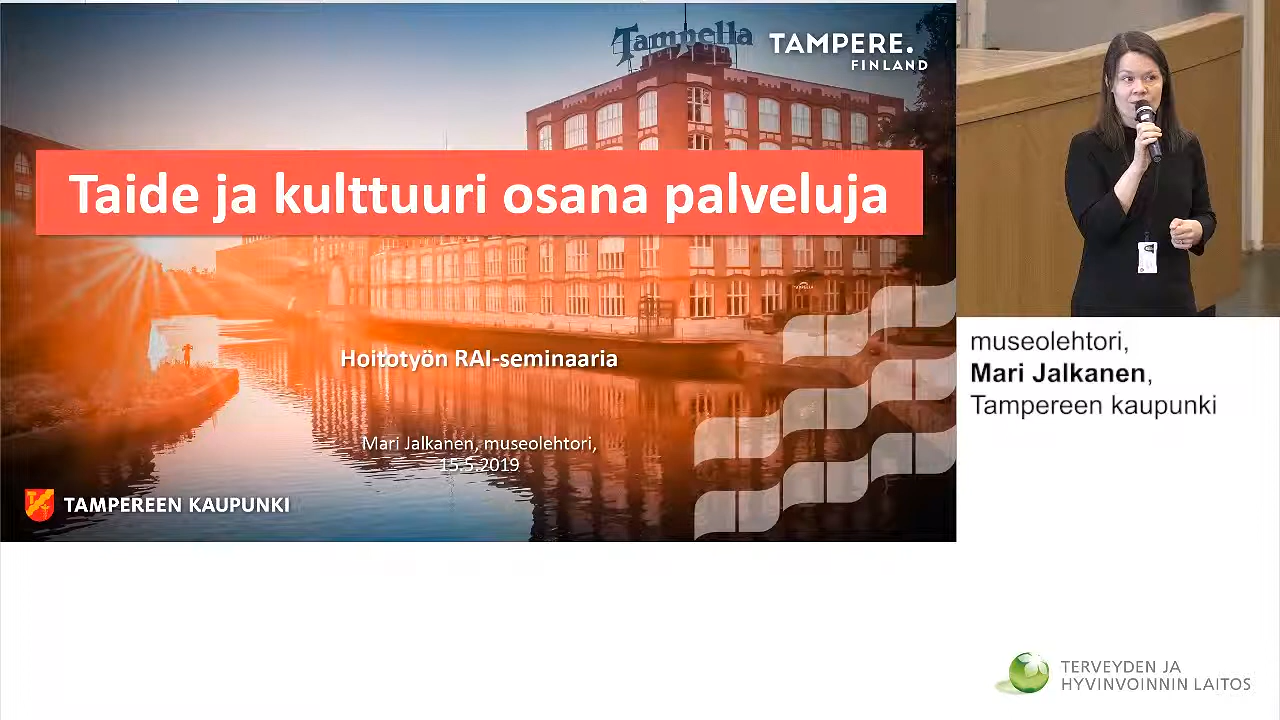 Tampella
TAMPERE.
FINLAND
Taide ja kulttuuri osana palveluja
TAMPELLA
Hoitotyön RAI-seminaaria
Mari Jalkanen, museolehtori,
15.5.2019
TAMPEREEN KAUPUNKI
museolehtori,
Mari Jalkanen,
Tampereen kaupunki
TERVEYDEN JA
HYVINVOINNIN LAITOS